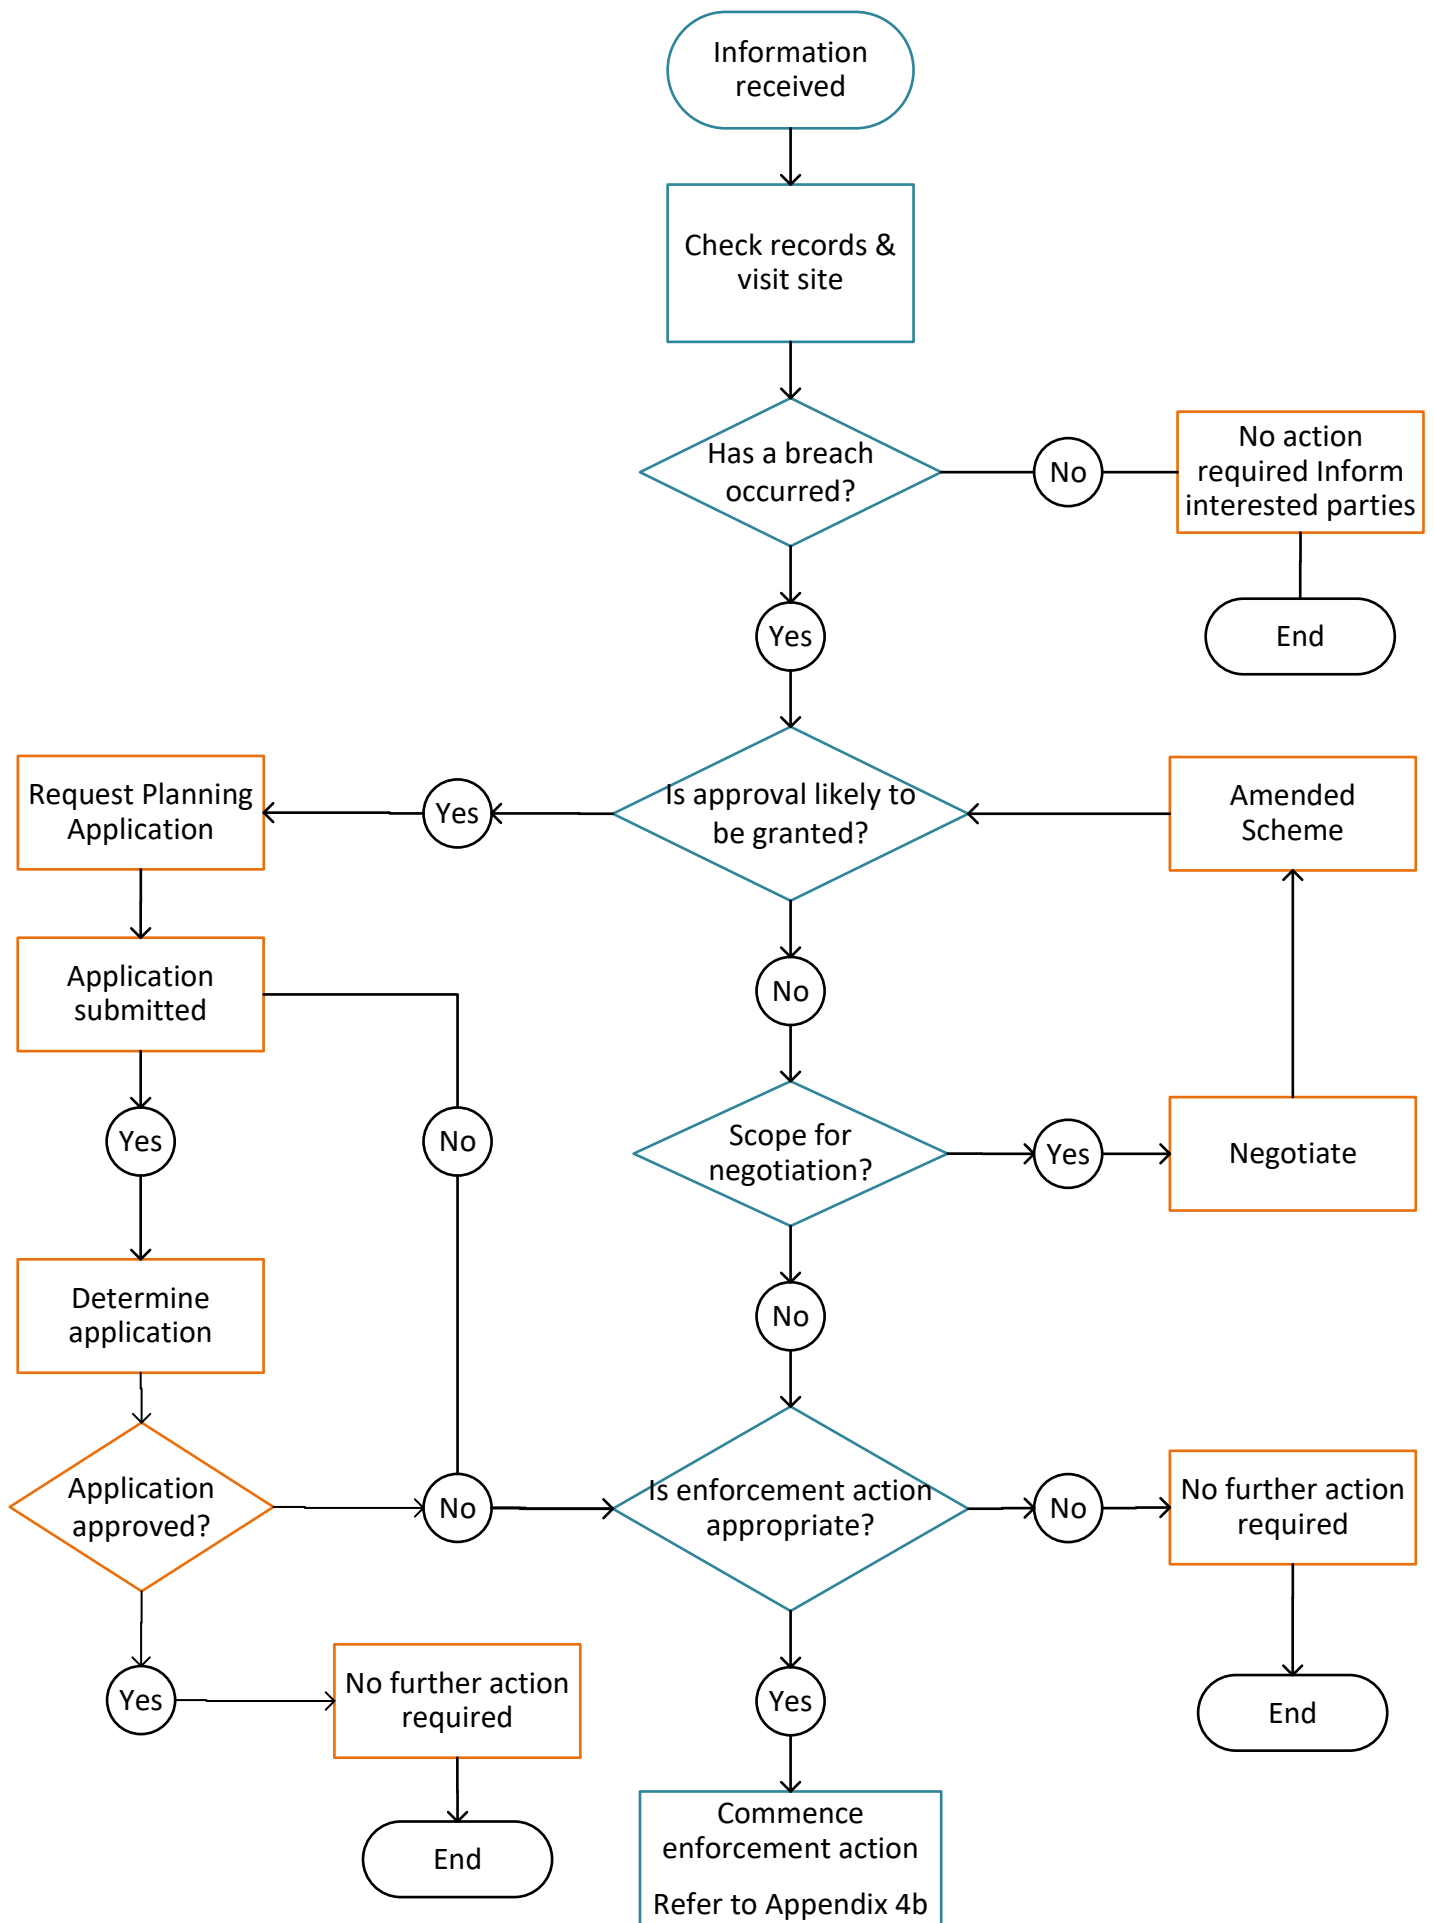 Information
received
Check records &
visit site
Has a breach
occurred?
No
No action
required Inform
interested parties
End
Yes
Is approval likely to
be granted?
Yes
Request Planning
Application
Amended
Scheme
Application
submitted
No
Yes
No
Scope for
negotiation?
Yes
Negotiate
Determine
application
No
Application
approved?
No
Is enforcement action
appropriate?
No
No further action
required
End
Yes
No further action
required
End
Yes
Commence
enforcement action
Refer to Appendix 4b